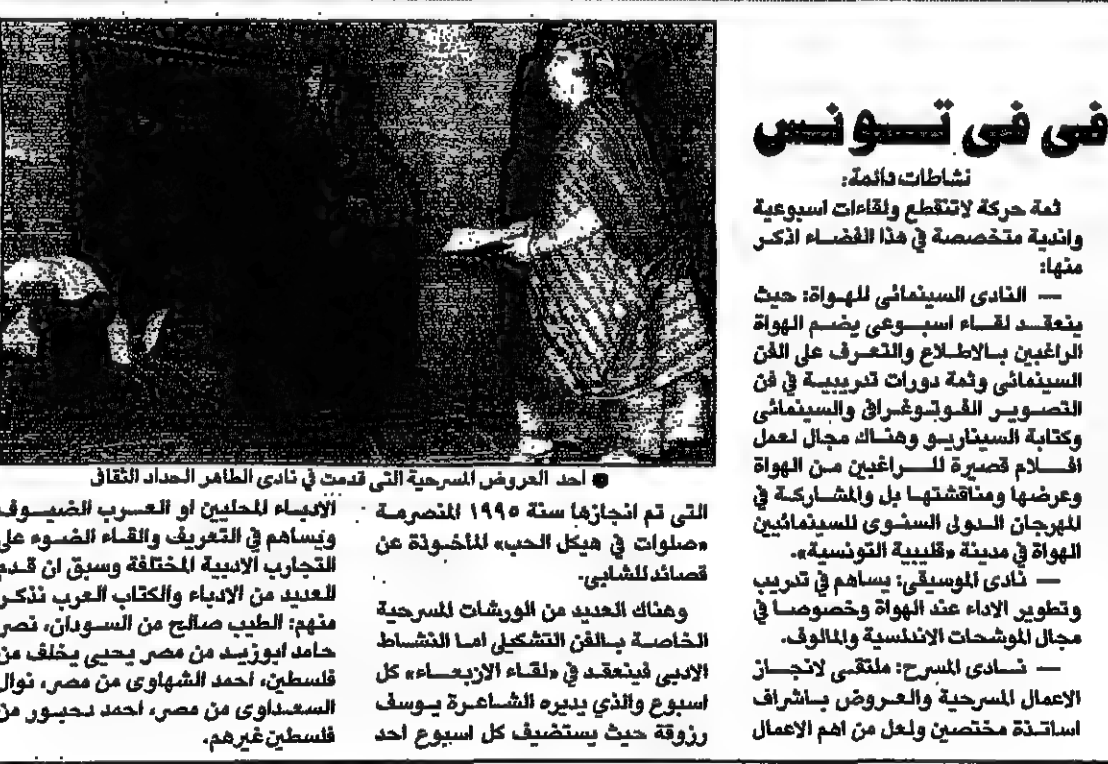 فى فى تـــونس
نشاطات دائمة:
ثمة حركة لاتنقطع ولقاءات اسبوعية
واندية متخصصة في هذا الفضاء اذكر
منها:
— النادى السينمائى للهواة: حيث
ينعقد لقاء اسبوعى يضم الهواة
الراغبين بالاطلاع والتعرف على الفن
السينمائى وثمة دورات تدريبية في فن
التصوير الفوتوغرافى والسينمائى
وكتابة السيناريو وهناك مجال لعمل
افلام قصيرة للراغبين من الهواة
وعرضها ومناقشتها بل والمشاركة في
المهرجان الدولى السنوى للسينمائيين
الهواة في مدينة «قليبية التونسية».
— نادى الموسيقى: يساهم في تدريب
وتطوير الاداء عند الهواة وخصوصا في
مجال الموشحات الاندلسية والمالوف.
— نادى المسرح: ملتقى لانجاز
الاعمال المسرحية والعروض باشراف
اساتذة مختصين ولعل من اهم الاعمال
● احد العروض المسرحية التى قدمت في نادى الطاهر الحداد الثقافى
التى تم انجازها سنة ١٩٩٥ المنصرمة
«صلوات في هيكل الحب» الماخوذة عن
قصائد للشابى.
وهناك العديد من الورشات المسرحية
الخاصة بالفن التشكيلى اما النشاط
الادبى فينعقد في «لقاء الاربعاء» كل
اسبوع والذي يديره الشاعرة يوسف
رزوقة حيث يستضيف كل اسبوع احد
الادباء المحليين او العرب الضيوف
ويساهم في التعريف والقاء الضوء على
التجارب الادبية المختلفة وسبق ان قدم
للعديد من الادباء والكتاب العرب نذكر
منهم: الطيب صالح من السودان، نصر
حامد ابوزيد من مصر يحيى يخلف من
فلسطين، احمد الشهاوى من مصر، نوال
السعداوى من مصر، احمد دحبور من
فلسطين غيرهم.